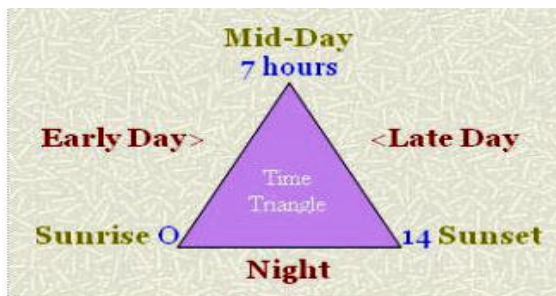 Mid-Day
7 hours
Early Day> <Late Day
Time
Triangle
Sunrise O 14 Sunset
Night